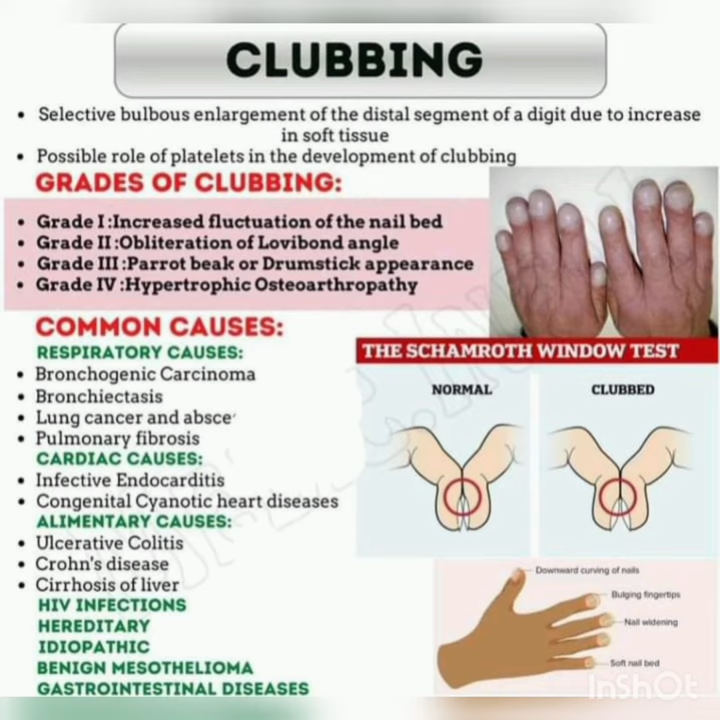 CLUBBING
• Selective bulbous enlargement of the distal segment of a digit due to increase
in soft tissue
• Possible role of platelets in the development of clubbing
GRADES OF CLUBBING:
• Grade I :Increased fluctuation of the nail bed
• Grade II :Obliteration of Lovibond angle
• Grade III :Parrot beak or Drumstick appearance
• Grade IV :Hypertrophic Osteoarthropathy
COMMON CAUSES:
RESPIRATORY CAUSES:
• Bronchogenic Carcinoma
• Bronchiectasis
• Lung cancer and absce
• Pulmonary fibrosis
CARDIAC CAUSES:
• Infective Endocarditis
• Congenital Cyanotic heart diseases
ALIMENTARY CAUSES:
• Ulcerative Colitis
• Crohn's disease
• Cirrhosis of liver
HIV INFECTIONS
HEREDITARY
IDIOPATHIC
BENIGN MESOTHELIOMA
GASTROINTESTINAL DISEASES
THE SCHAMROTH WINDOW TEST
NORMAL
CLUBBED
Downward curving of nails
Bulging fingertips
Nail widening
Soft nail bed
InShOt